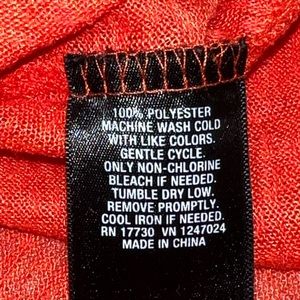 100% POLYESTER
MACHINE WASH COLD
WITH LIKE COLORS.
GENTLE CYCLE.
ONLY NON-CHLORINE
BLEACH IF NEEDED.
TUMBLE DRY LOW.
REMOVE PROMPTLY.
COOL IRON IF NEEDED.
RN 17730 VN 1247024
MADE IN CHINA